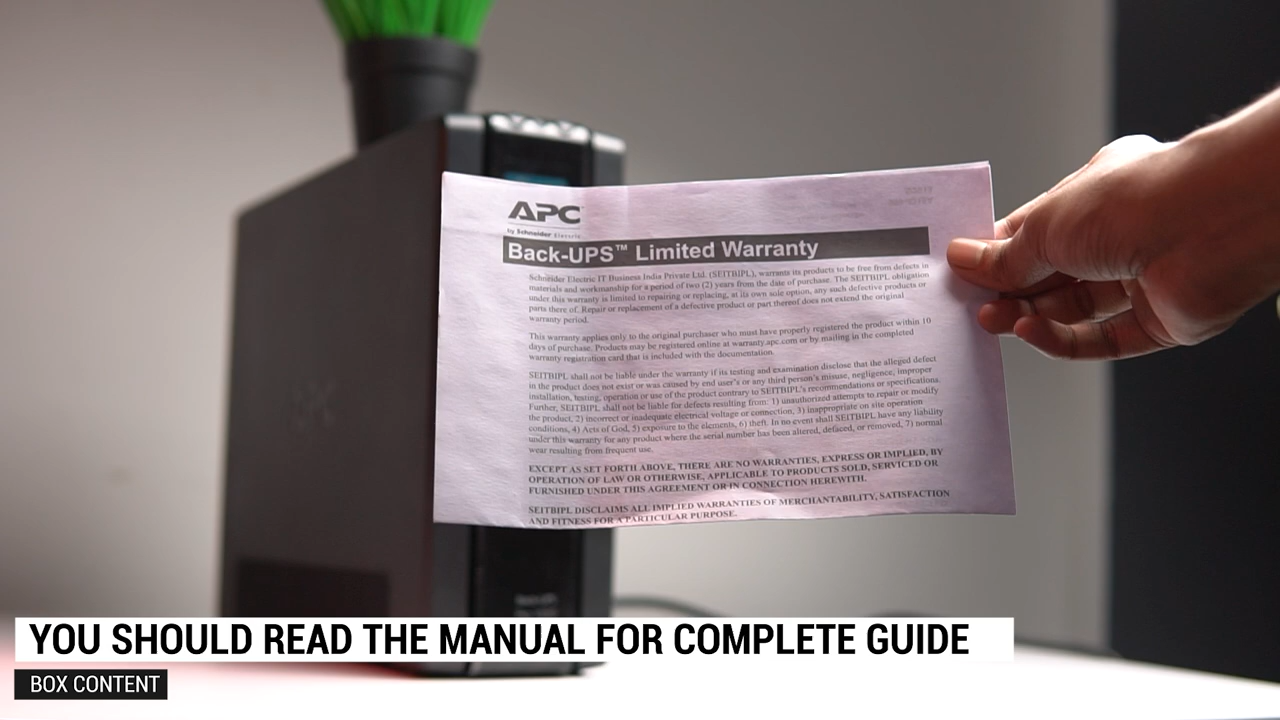 APC
by Schneider Electric
Back-UPS™ Limited Warranty
Schneider Electric IT Business India Private Ltd. (SEITBIPL), warrants its products to be free from defects in
materials and workmanship for a period of two (2) years from the date of purchase. The SEITBIPL obligation
under this warranty is limited to repairing or replacing, at its own sole option, any such defective products or
parts there of. Repair or replacement of a defective product or part thereof does not extend the original
warranty period.
This warranty applies only to the original purchaser who must have properly registered the product within 10
days of purchase. Products may be registered online at warranty.apc.com or by mailing in the completed
warranty registration card that is included with the documentation.
SEITBIPL shall not be liable under the warranty if its testing and examination disclose that the alleged defect
in the product does not exist or was caused by end user's or any third person's misuse, negligence, improper
installation, testing, operation or use of the product contrary to SEITBIPL's recommendations or specifications.
Further, SEITBIPL shall not be liable for defects resulting from: 1) unauthorized attempts to repair or modify
the product, 2) incorrect or inadequate electrical voltage or connection, 3) inappropriate on site operation
conditions, 4) Acts of God, 5) exposure to the elements, 6) theft. In no event shall SEITBIPL have any liability
under this warranty for any product where the serial number has been altered, defaced, or removed, 7) normal
wear resulting from frequent use.
EXCEPT AS SET FORTH ABOVE, THERE ARE NO WARRANTIES, EXPRESS OR IMPLIED, BY
OPERATION OF LAW OR OTHERWISE, APPLICABLE TO PRODUCTS SOLD, SERVICED OR
FURNISHED UNDER THIS AGREEMENT OR IN CONNECTION HEREWITH.
SEITBIPL DISCLAIMS ALL IMPLIED WARRANTIES OF MERCHANTABILITY, SATISFACTION
AND FITNESS FOR A PARTICULAR PURPOSE.
YOU SHOULD READ THE MANUAL FOR COMPLETE GUIDE
BOX CONTENT